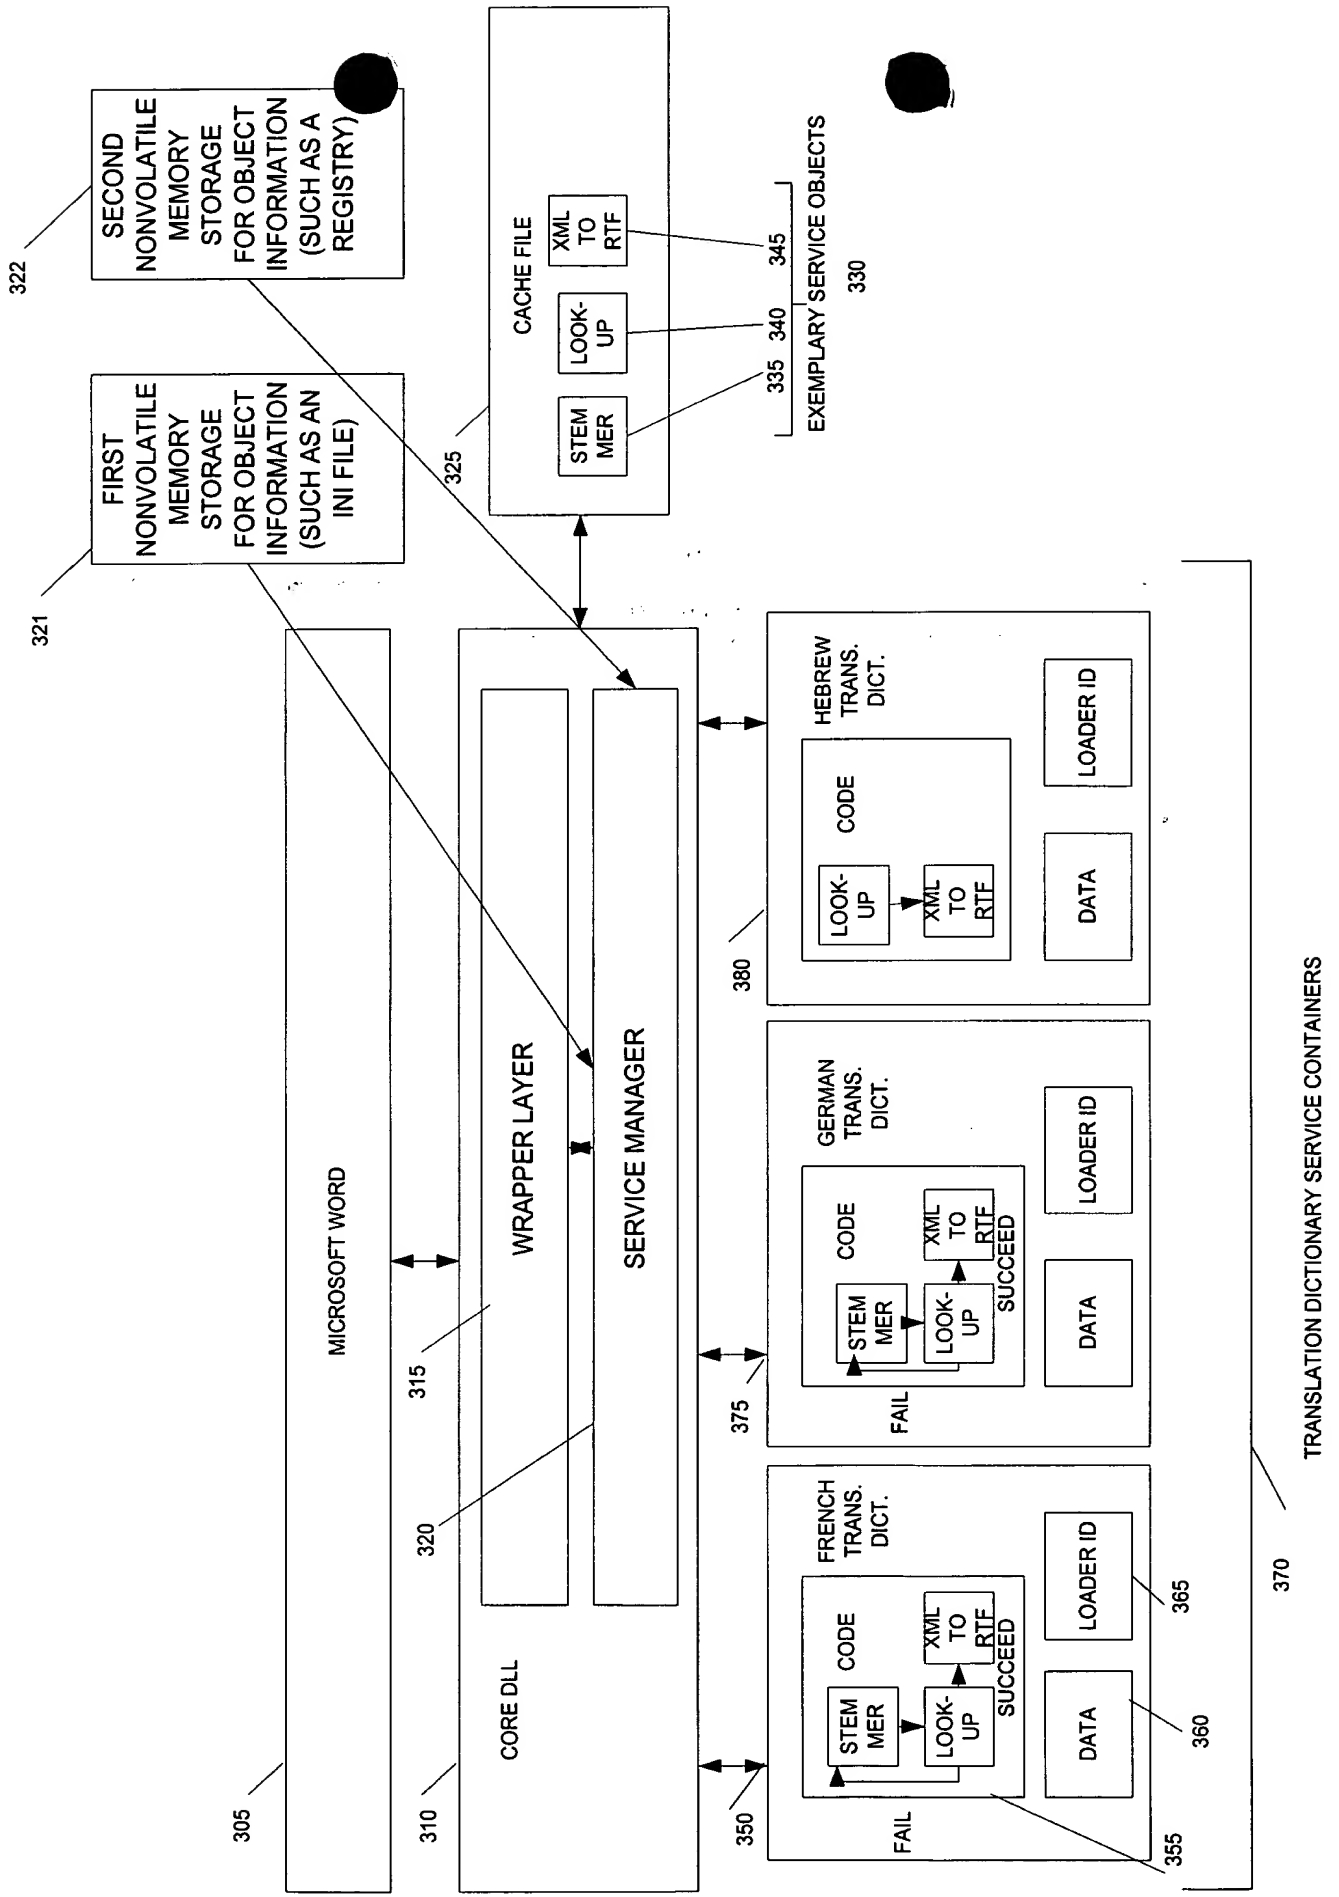 321
FIRST
NONVOLATILE
MEMORY
STORAGE
FOR OBJECT
INFORMATION
(SUCH AS AN
INI FILE)
322
SECOND
NONVOLATILE
MEMORY
STORAGE
FOR OBJECT
INFORMATION
(SUCH AS A
REGISTRY)
305
MICROSOFT WORD
310
CORE DLL
315
WRAPPER LAYER
320
SERVICE MANAGER
325
CACHE FILE
STEM
MER
LOOK-
UP
XML
TO
RTF
335
340
345
EXEMPLARY SERVICE OBJECTS
330
350
FRENCH
TRANS.
DICT.
CODE
STEM
MER
LOOK-
UP
XML
TO
RTF
SUCCEED
FAIL
355
DATA
360
LOADER ID
365
375
GERMAN
TRANS.
DICT.
CODE
STEM
MER
LOOK-
UP
XML
TO
RTF
SUCCEED
FAIL
DATA
LOADER ID
380
HEBREW
TRANS.
DICT.
CODE
LOOK-
UP
XML
TO
RTF
DATA
LOADER ID
370
TRANSLATION DICTIONARY SERVICE CONTAINERS